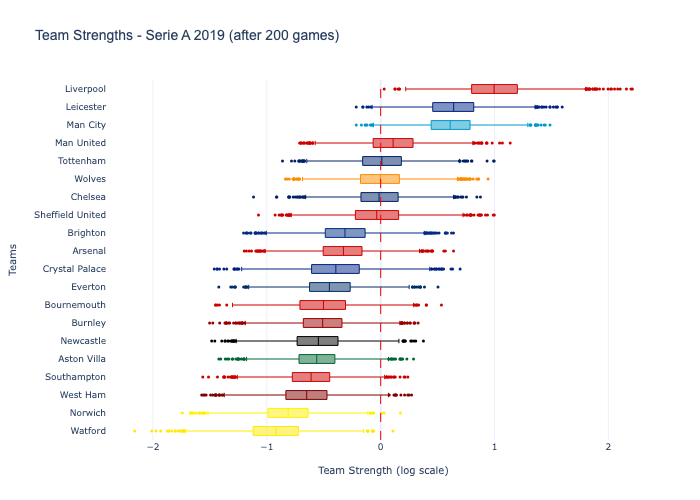 Team Strengths - Serie A 2019 (after 200 games)
Liverpool
Leicester
Man City
Man United
Tottenham
Wolves
Chelsea
Sheffield United
Brighton
Arsenal
Crystal Palace
Everton
Bournemouth
Burnley
Newcastle
Aston Villa
Southampton
West Ham
Norwich
Watford
Teams
−2 −1 0 1 2
Team Strength (log scale)